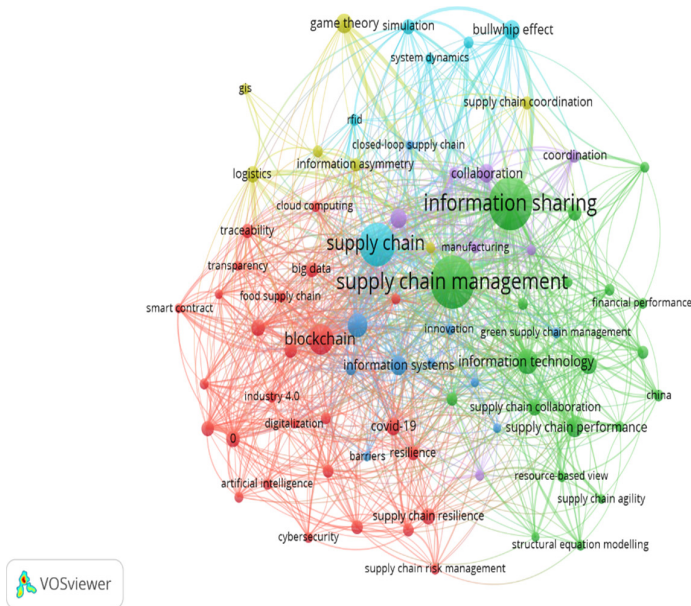 game theory
simulation
bullwhip effect
system dynamics
gis
supply chain coordination
rfid
closed-loop supply chain
coordination
information asymmetry
logistics
collaboration
information sharing
cloud computing
traceability
supply chain
manufacturing
transparency
big data
supply chain management
food supply chain
smart contract
financial performance
innovation
green supply chain management
blockchain
information systems
information technology
industry 4.0
china
supply chain collaboration
digitalization
covid-19
supply chain performance
0
barriers
resilience
artificial intelligence
resource-based view
supply chain agility
supply chain resilience
cybersecurity
structural equation modelling
supply chain risk management
VOSviewer